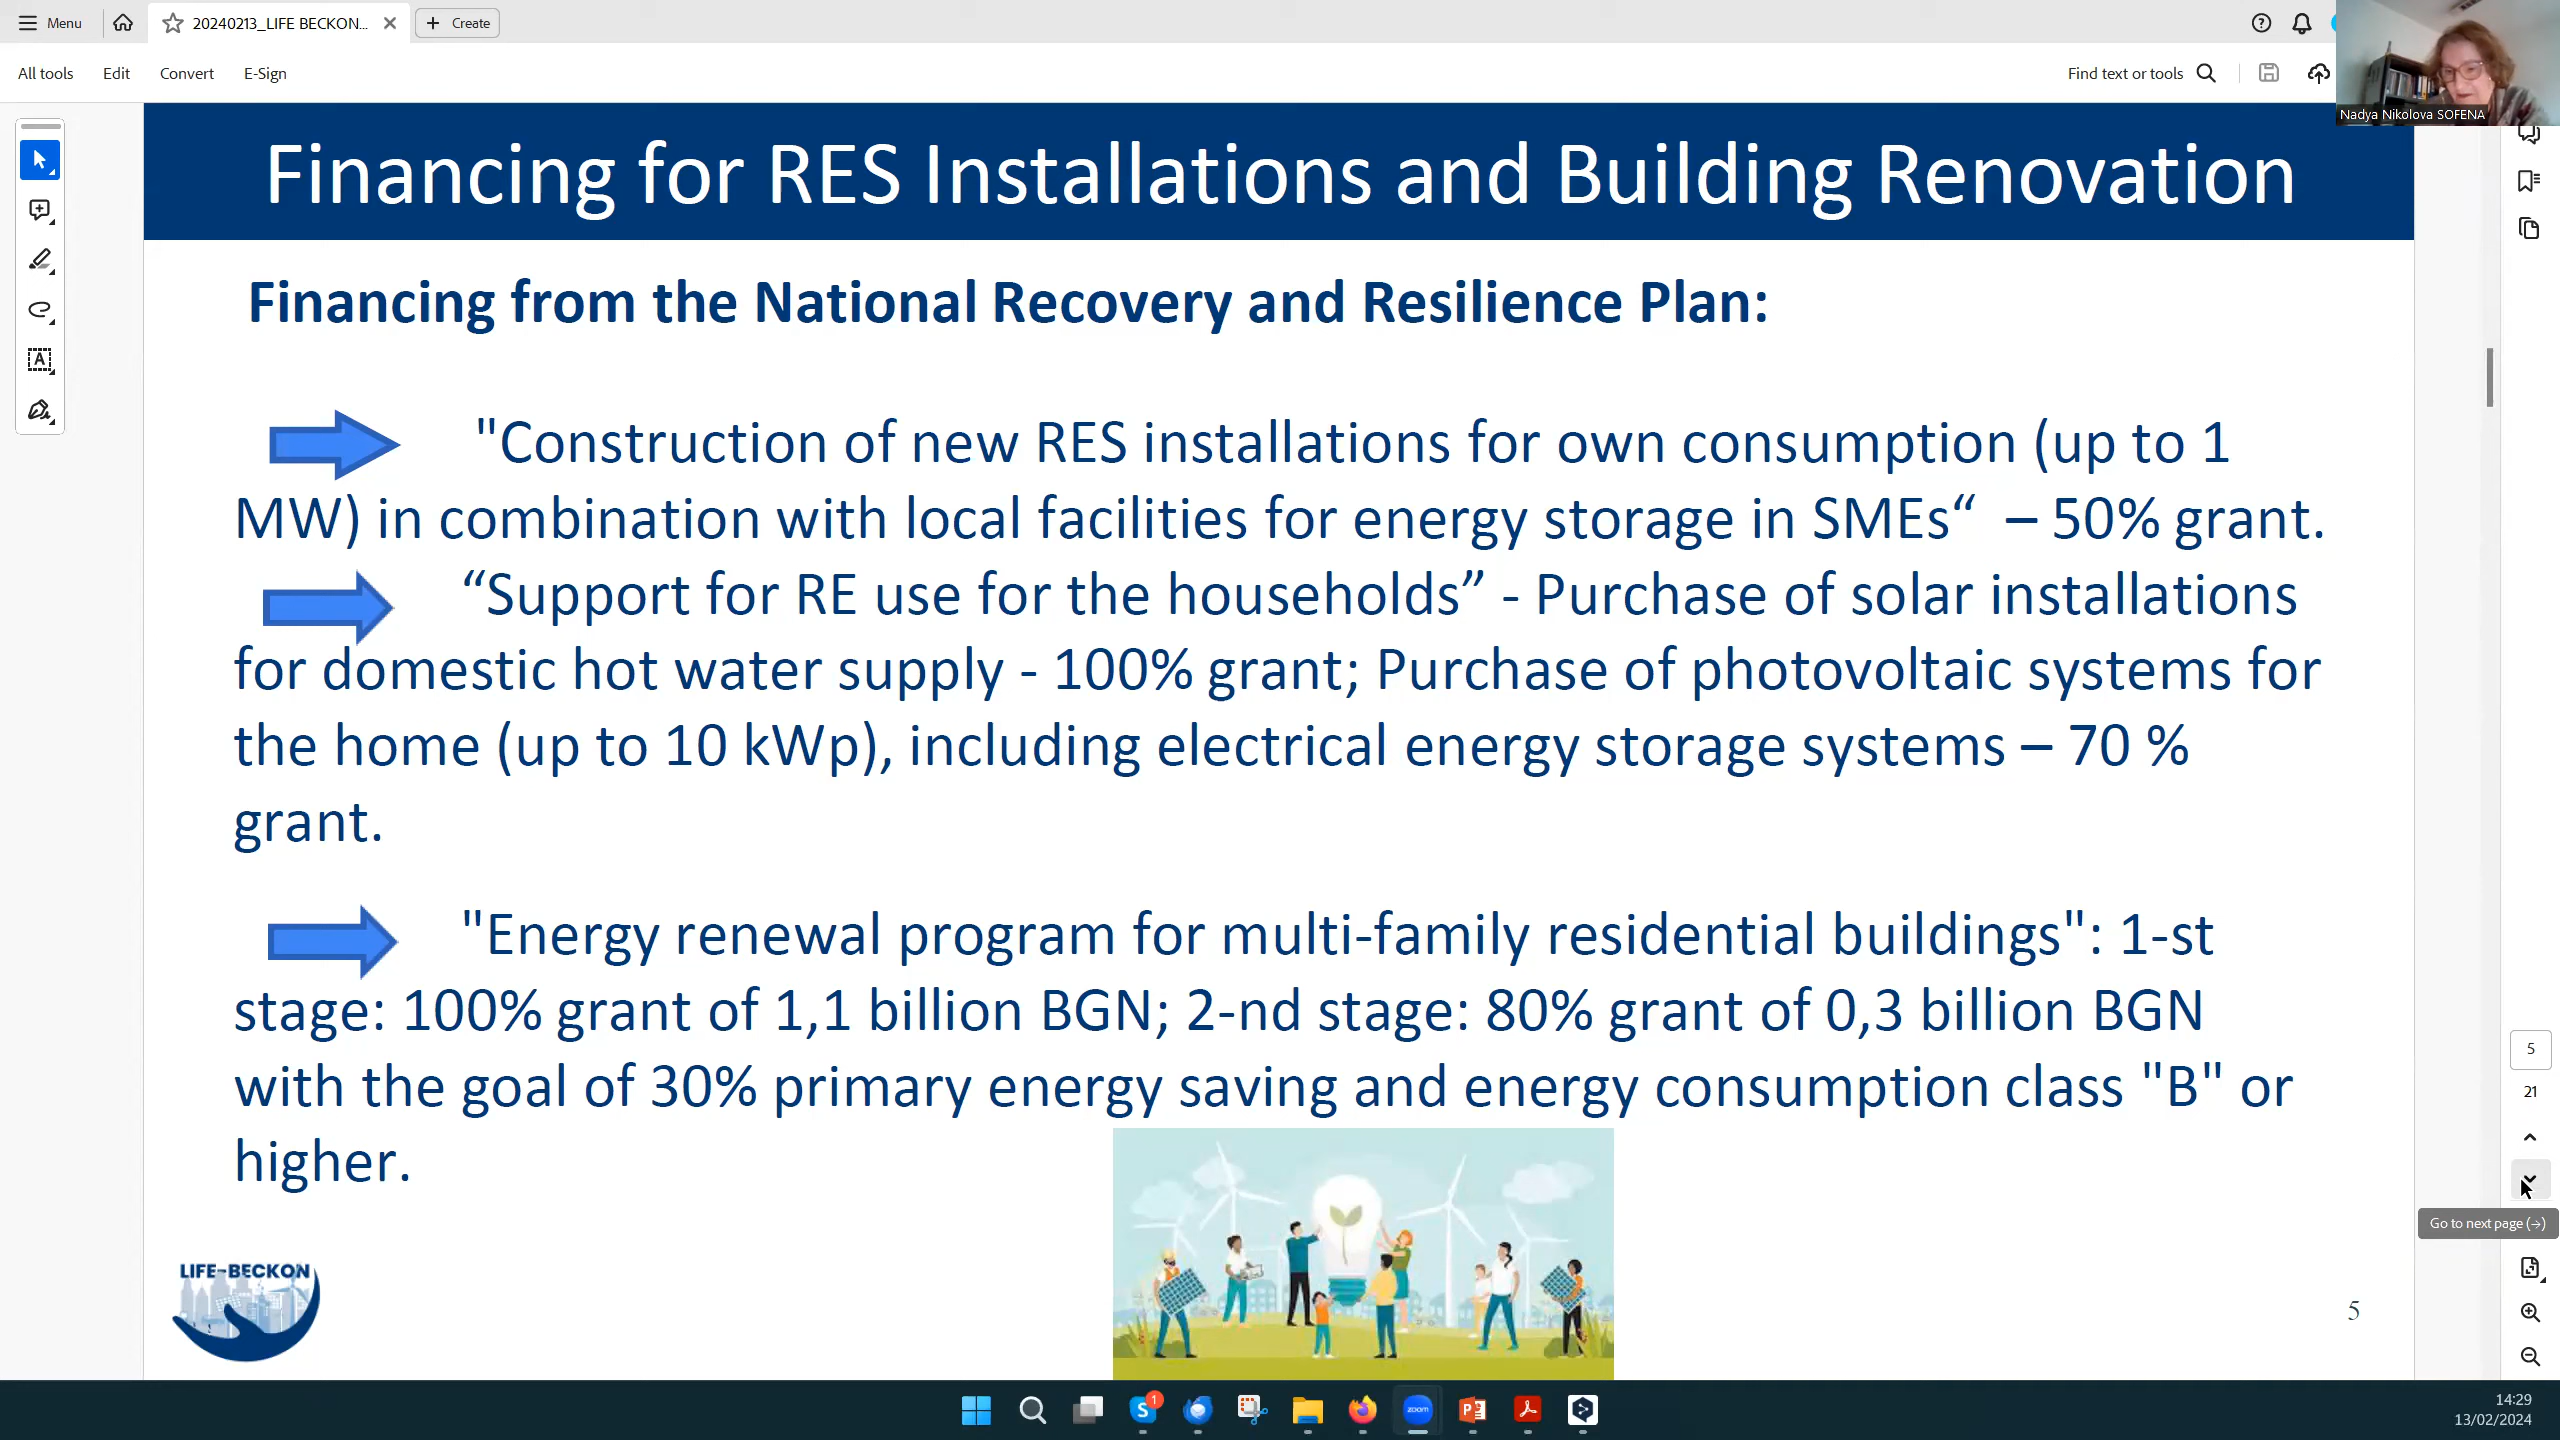 Menu
20240213_LIFE BECKON...
Create
All tools
Edit
Convert
E-Sign
Find text or tools
Nadya Nikolova SOFENA
Financing for RES Installations and Building Renovation
Financing from the National Recovery and Resilience Plan:
"Construction of new RES installations for own consumption (up to 1
MW) in combination with local facilities for energy storage in SMEs“ – 50% grant.
“Support for RE use for the households” - Purchase of solar installations
for domestic hot water supply - 100% grant; Purchase of photovoltaic systems for
the home (up to 10 kWp), including electrical energy storage systems – 70 %
grant.
"Energy renewal program for multi-family residential buildings": 1-st
stage: 100% grant of 1,1 billion BGN; 2-nd stage: 80% grant of 0,3 billion BGN
with the goal of 30% primary energy saving and energy consumption class "B" or
higher.
5
21
Go to next page (→)
LIFE-BECKON
5
1
zoom
14:29
13/02/2024